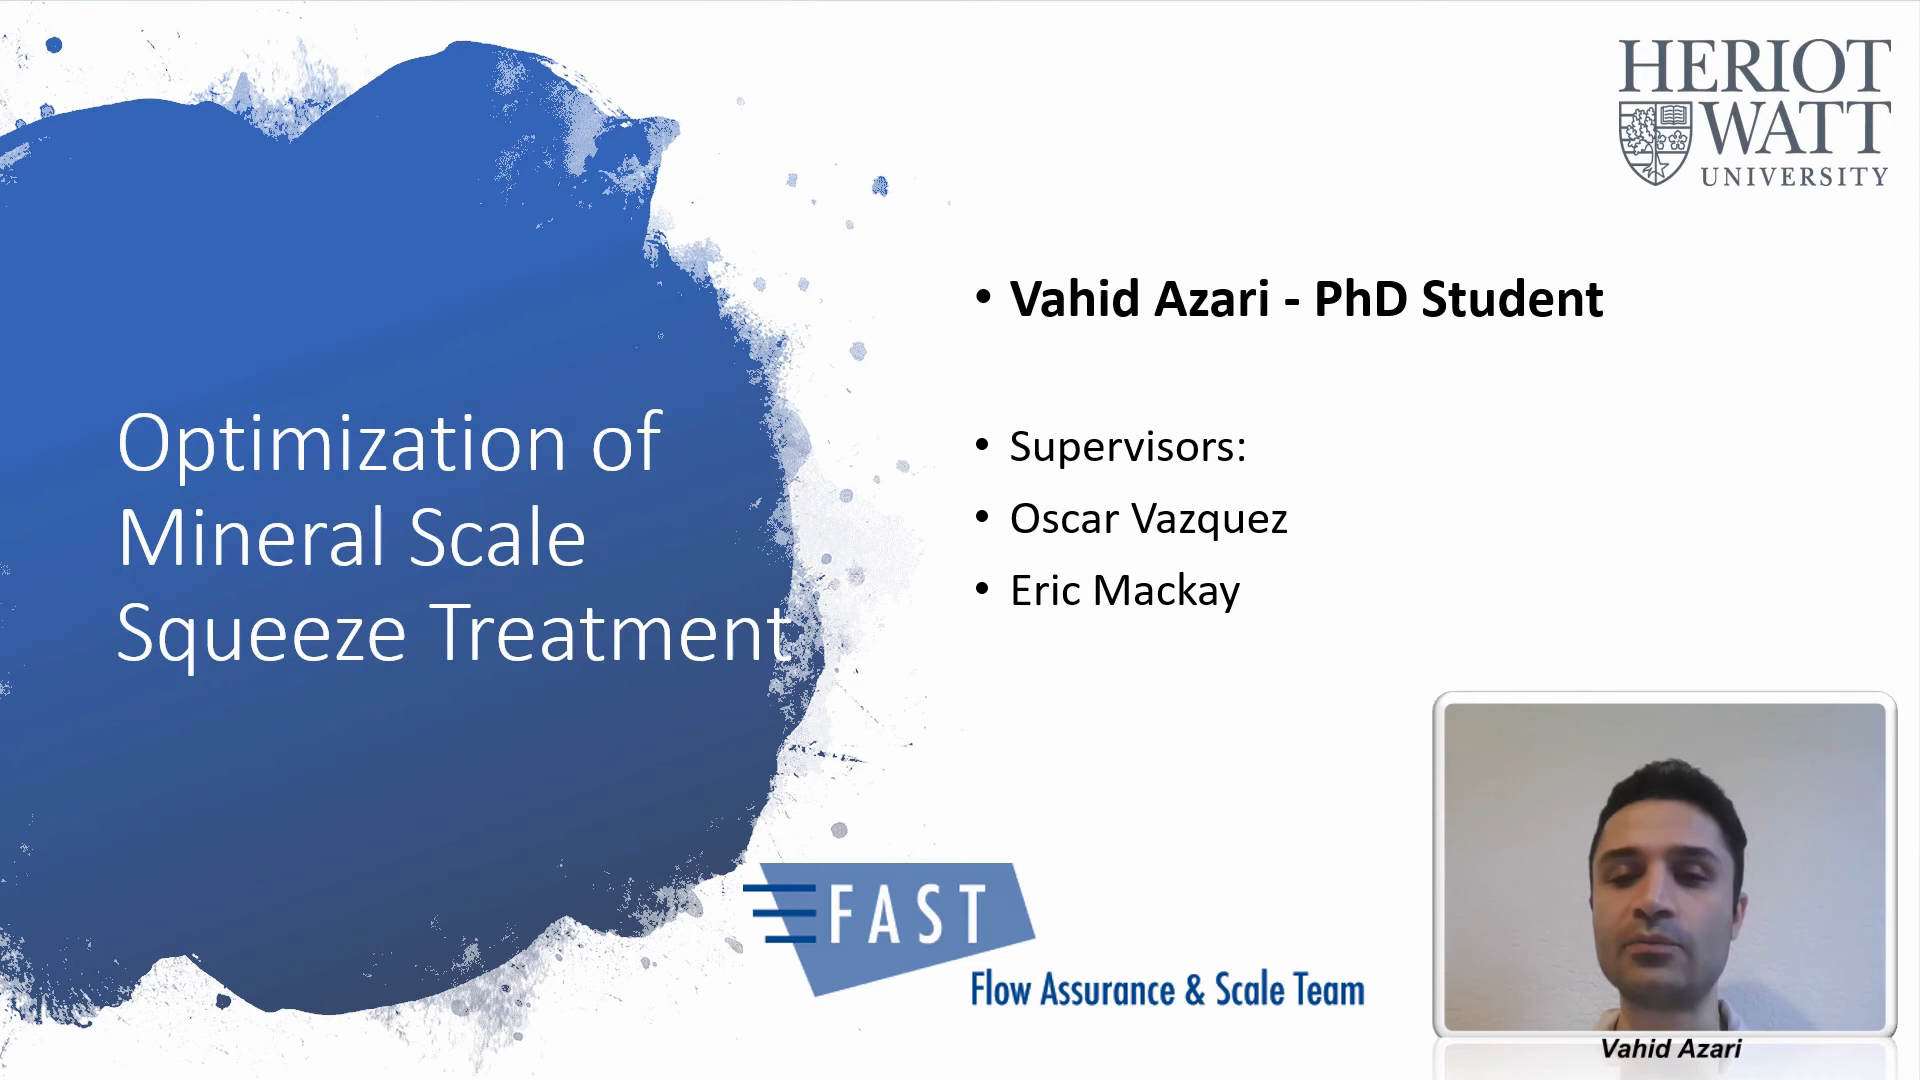 HERIOT
WATT
UNIVERSITY
• Vahid Azari - PhD Student
Optimization of
Mineral Scale
Squeeze Treatment
• Supervisors:
• Oscar Vazquez
• Eric Mackay
FAST
Flow Assurance & Scale Team
Vahid Azari